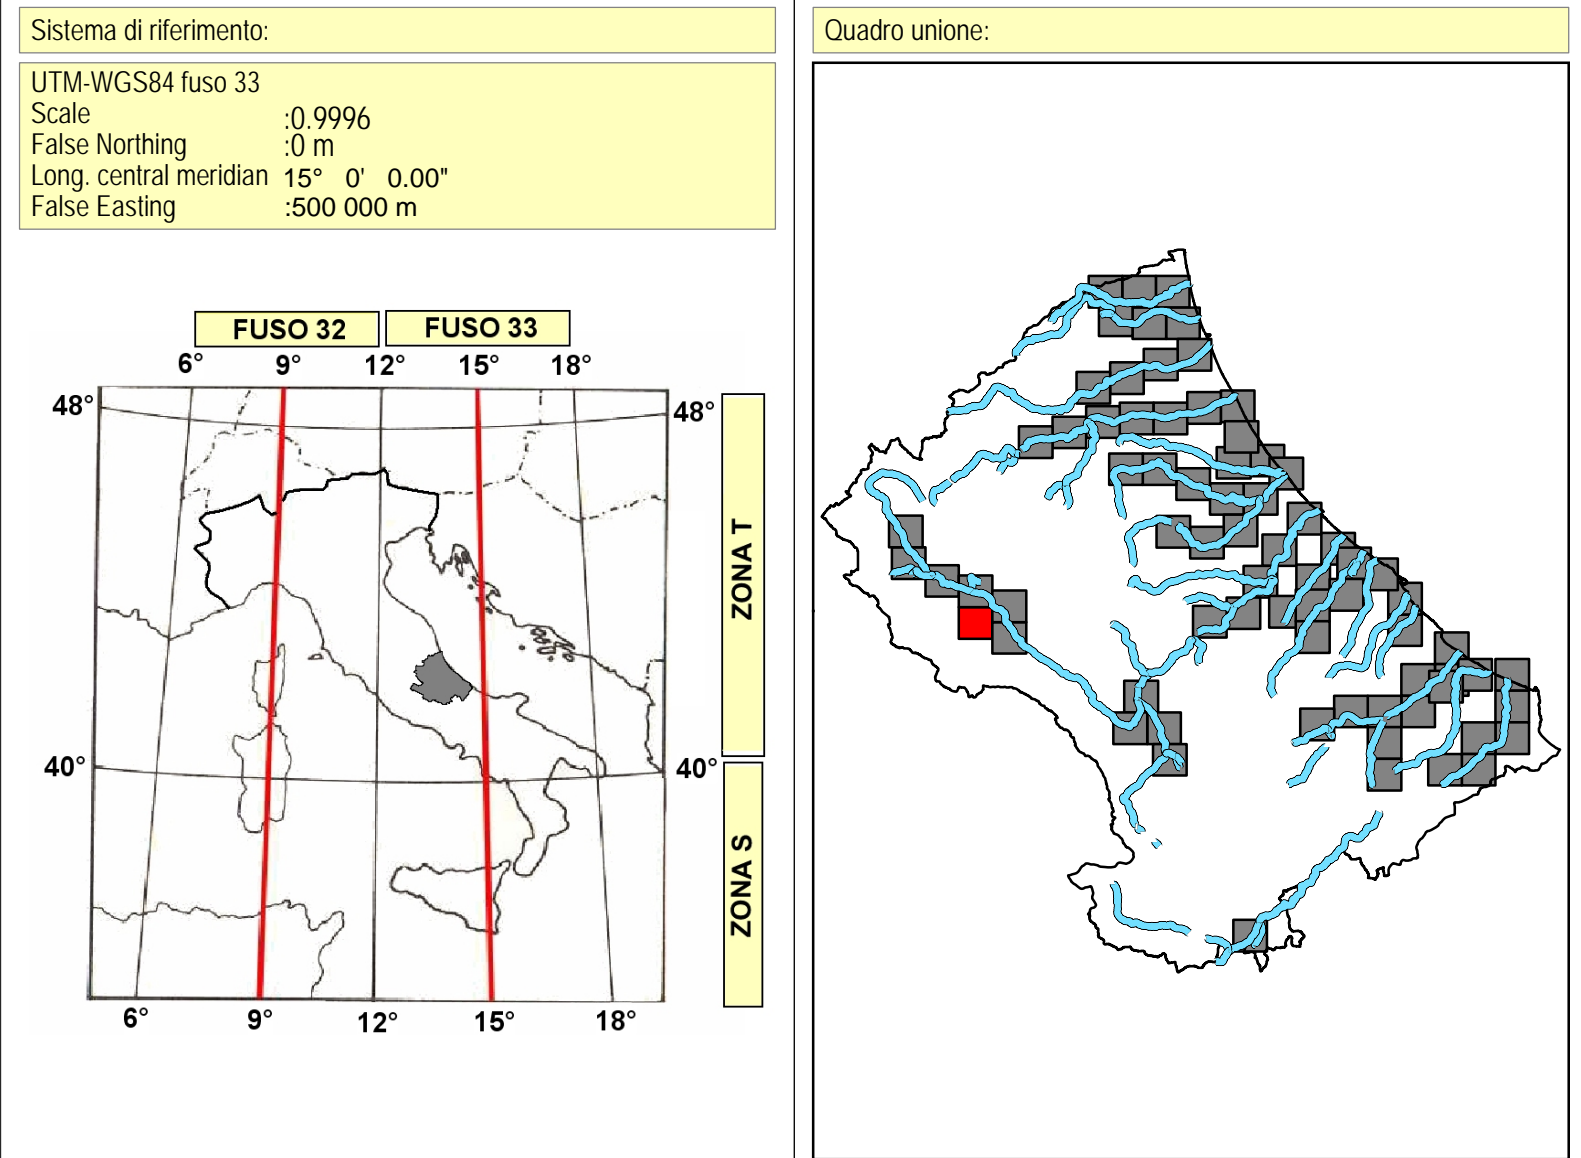 Sistema di riferimento:
UTM-WGS84 fuso 33
Scale :0.9996
False Northing :0 m
Long. central meridian 15° 0' 0.00"
False Easting :500 000 m
FUSO 32 FUSO 33
6° 9° 12° 15° 18°
48° 48°
ZONA T
40° 40°
ZONA S
6° 9° 12° 15° 18°
Quadro unione: